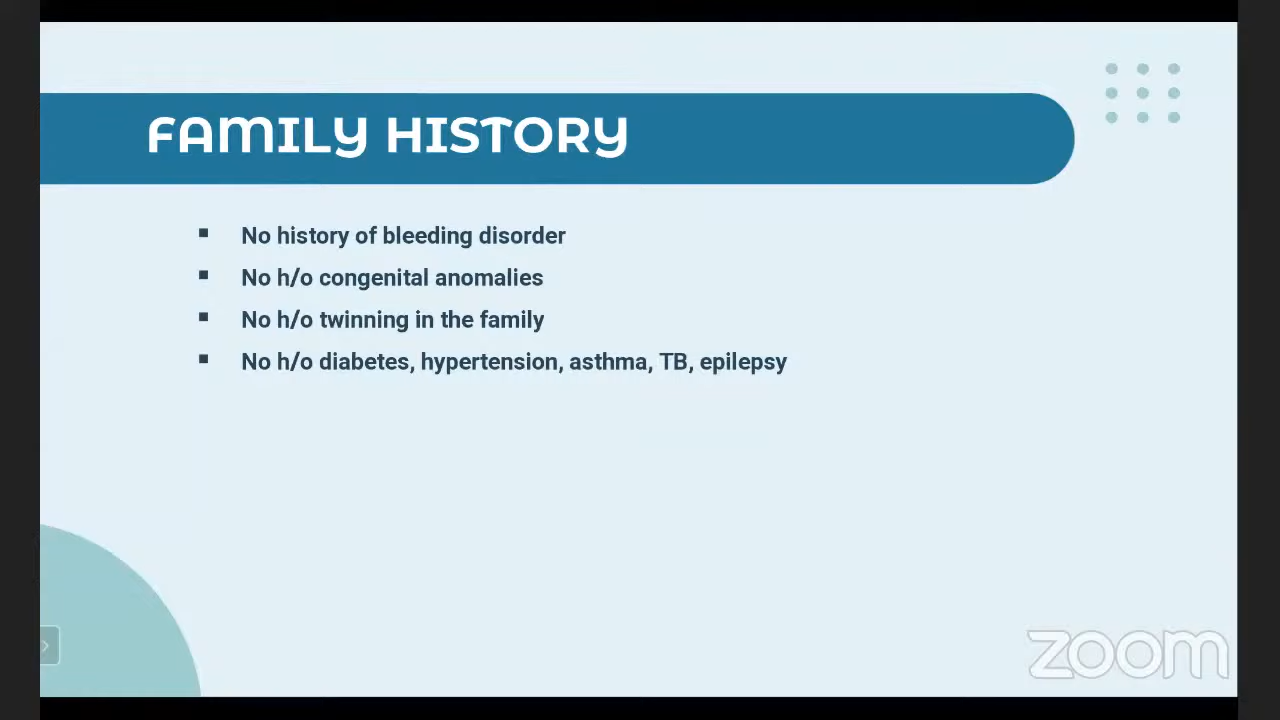 FAMILY HISTORY
No history of bleeding disorder
No h/o congenital anomalies
No h/o twinning in the family
No h/o diabetes, hypertension, asthma, TB, epilepsy
zoom